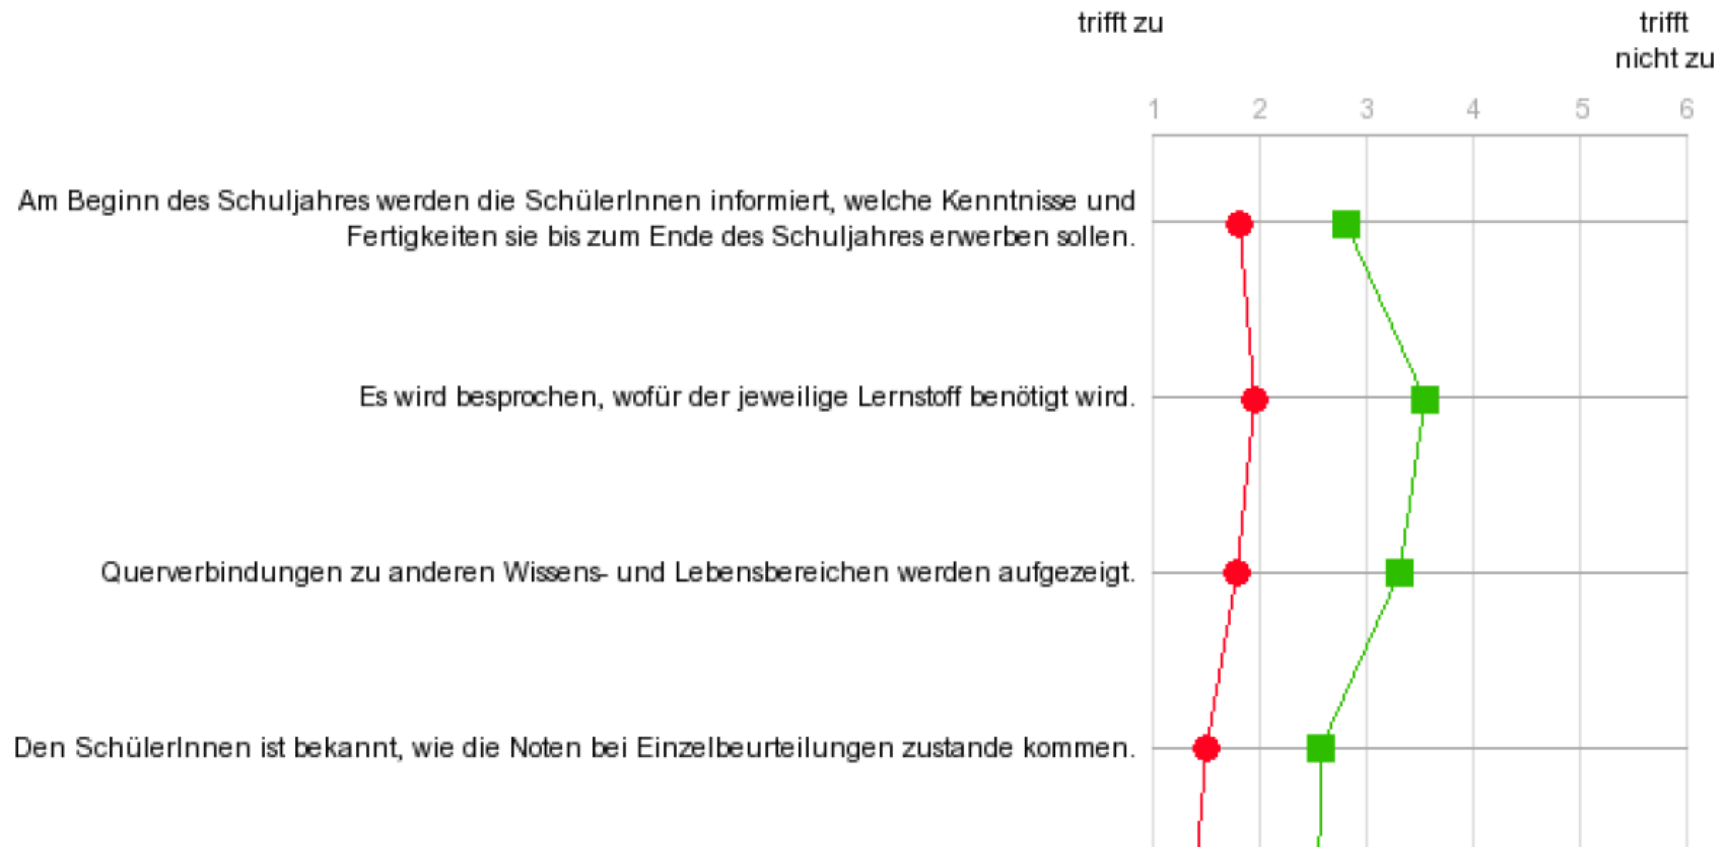 trifft zu
trifft
nicht zu
1 2 3 4 5 6
Am Beginn des Schuljahres werden die SchülerInnen informiert, welche Kenntnisse und
Fertigkeiten sie bis zum Ende des Schuljahres erwerben sollen.
Es wird besprochen, wofür der jeweilige Lernstoff benötigt wird.
Querverbindungen zu anderen Wissens- und Lebensbereichen werden aufgezeigt.
Den SchülerInnen ist bekannt, wie die Noten bei Einzelbeurteilungen zustande kommen.